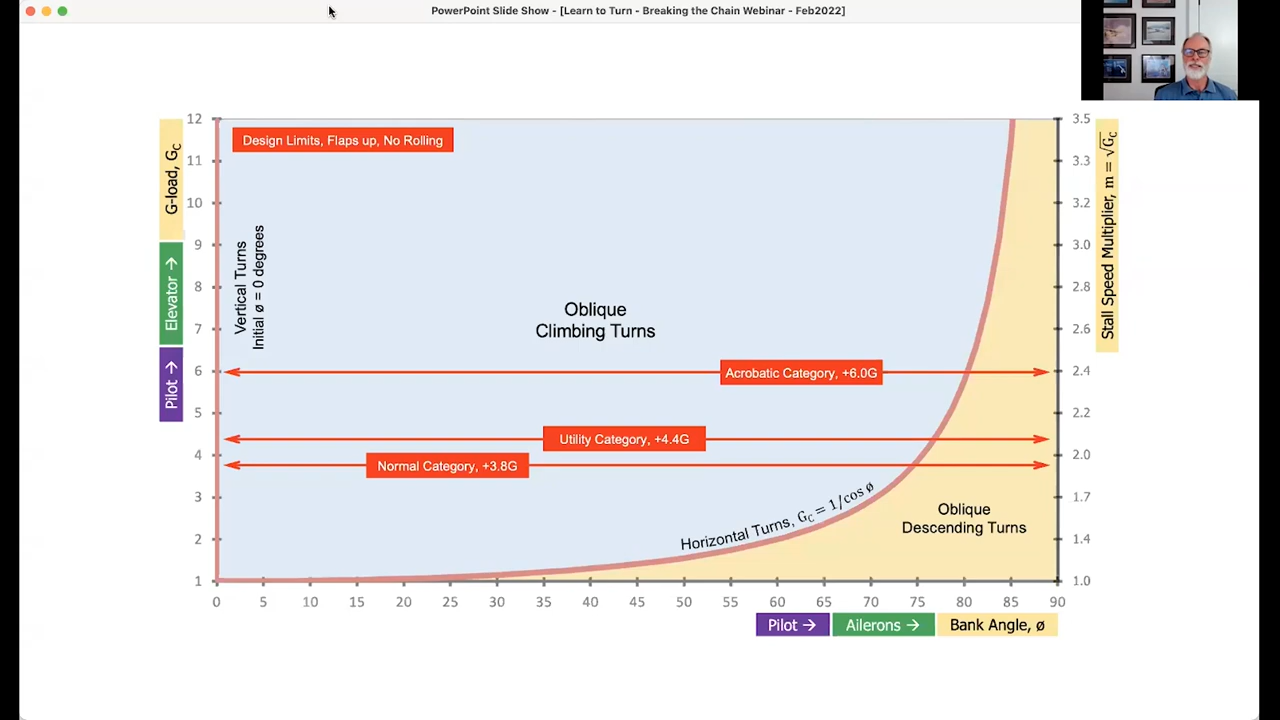 PowerPoint Slide Show - [Learn to Turn - Breaking the Chain Webinar - Feb2022]
Design Limits, Flaps up, No Rolling
G-load, G_C
Elevator →
Pilot →
12
11
10
9
8
7
6
5
4
3
2
1
Vertical Turns
Initial ø = 0 degrees
Oblique
Climbing Turns
Acrobatic Category, +6.0G
Utility Category, +4.4G
Normal Category, +3.8G
Horizontal Turns, G_C = 1/cos ø
Oblique
Descending Turns
3.5
3.3
3.2
3.0
2.8
2.6
2.4
2.2
2.0
1.7
1.4
1.0
Stall Speed Multiplier, m = √G_C
0 5 10 15 20 25 30 35 40 45 50 55 60 65 70 75 80 85 90
Pilot → Ailerons → Bank Angle, ø